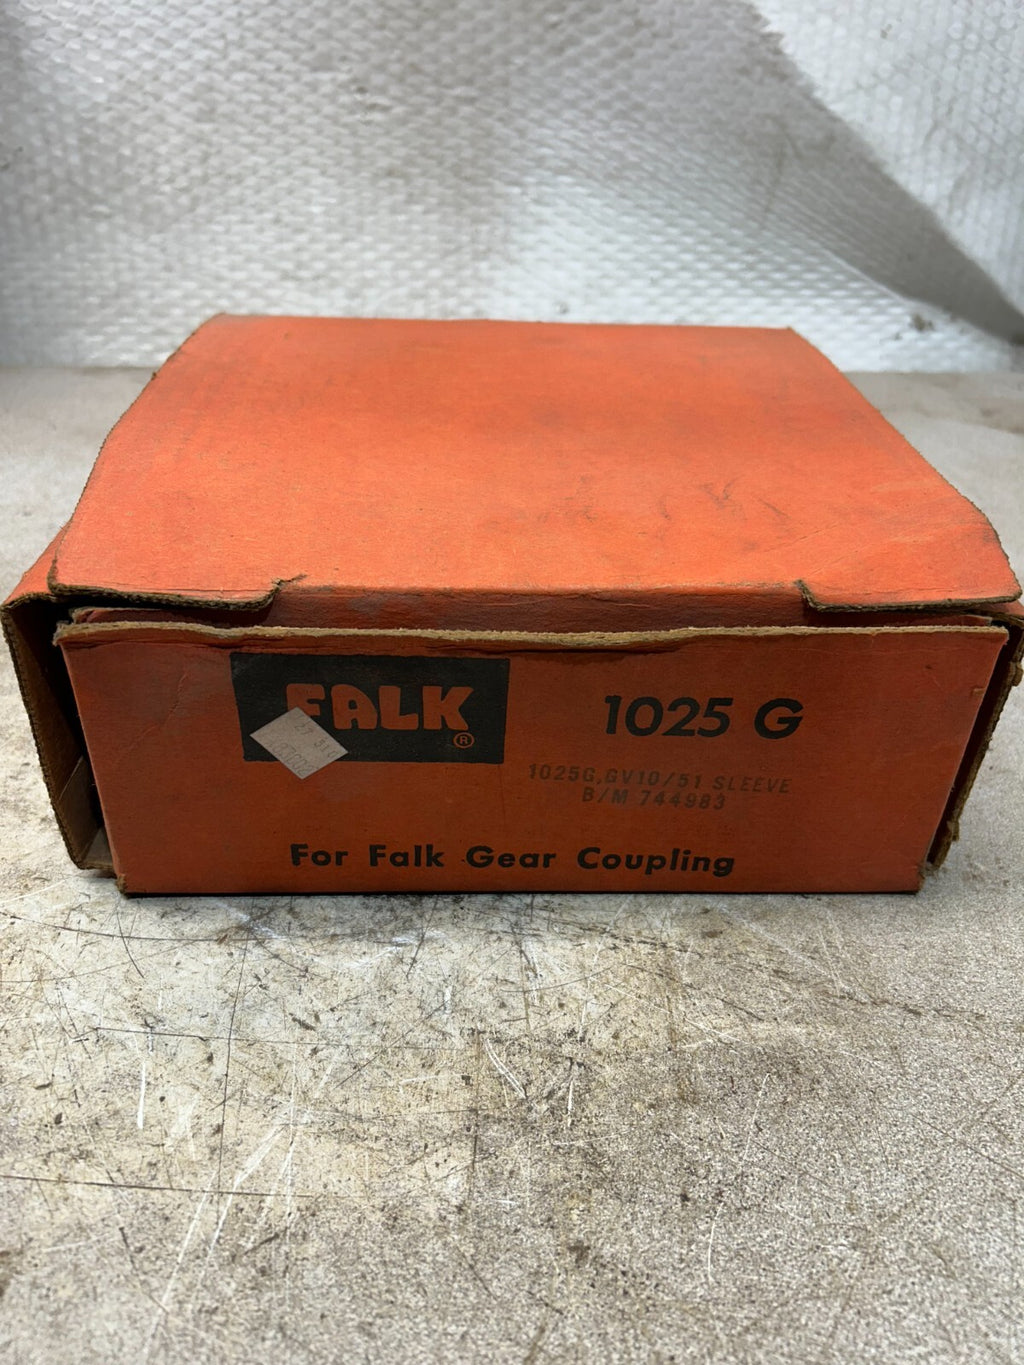 FALK
®
1025 G
1025G,GV10/51 SLEEVE
B/M 744983
For Falk Gear Coupling